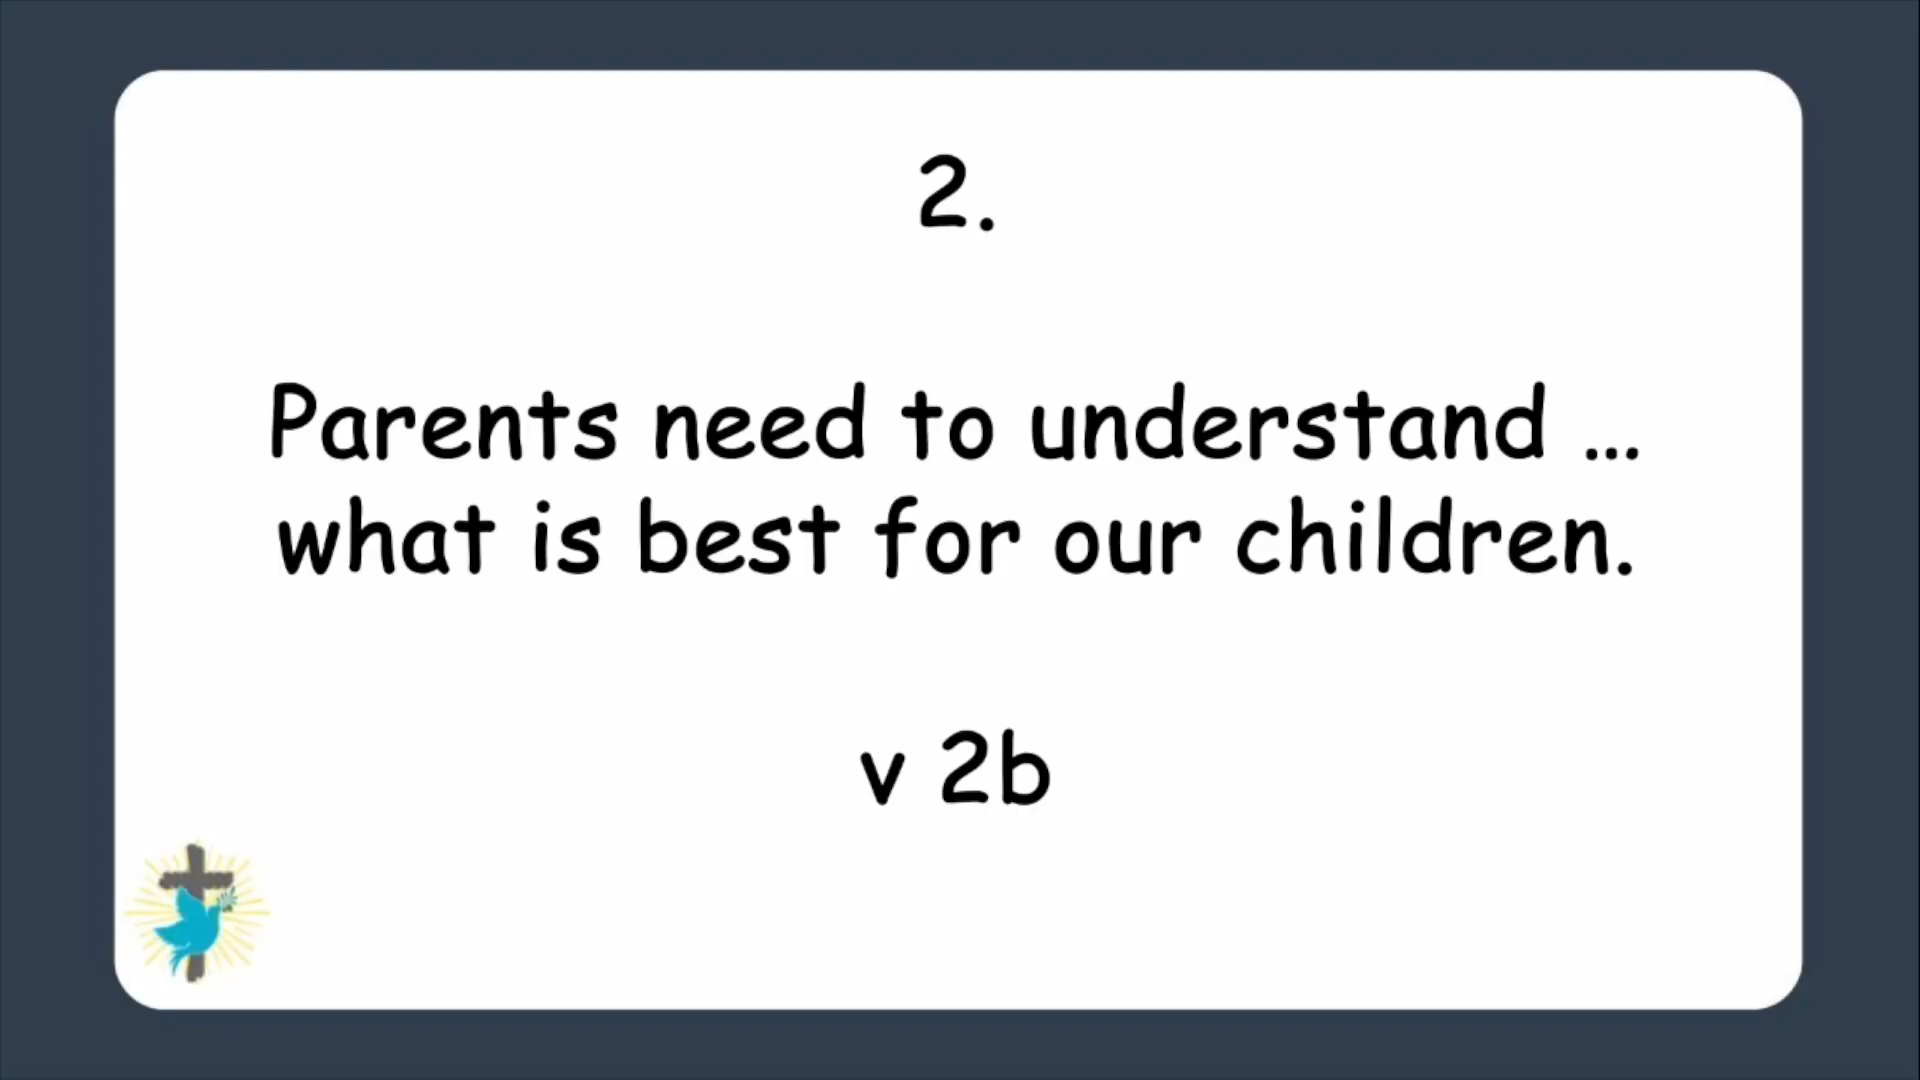 2.
Parents need to understand ...
what is best for our children.
v 2b